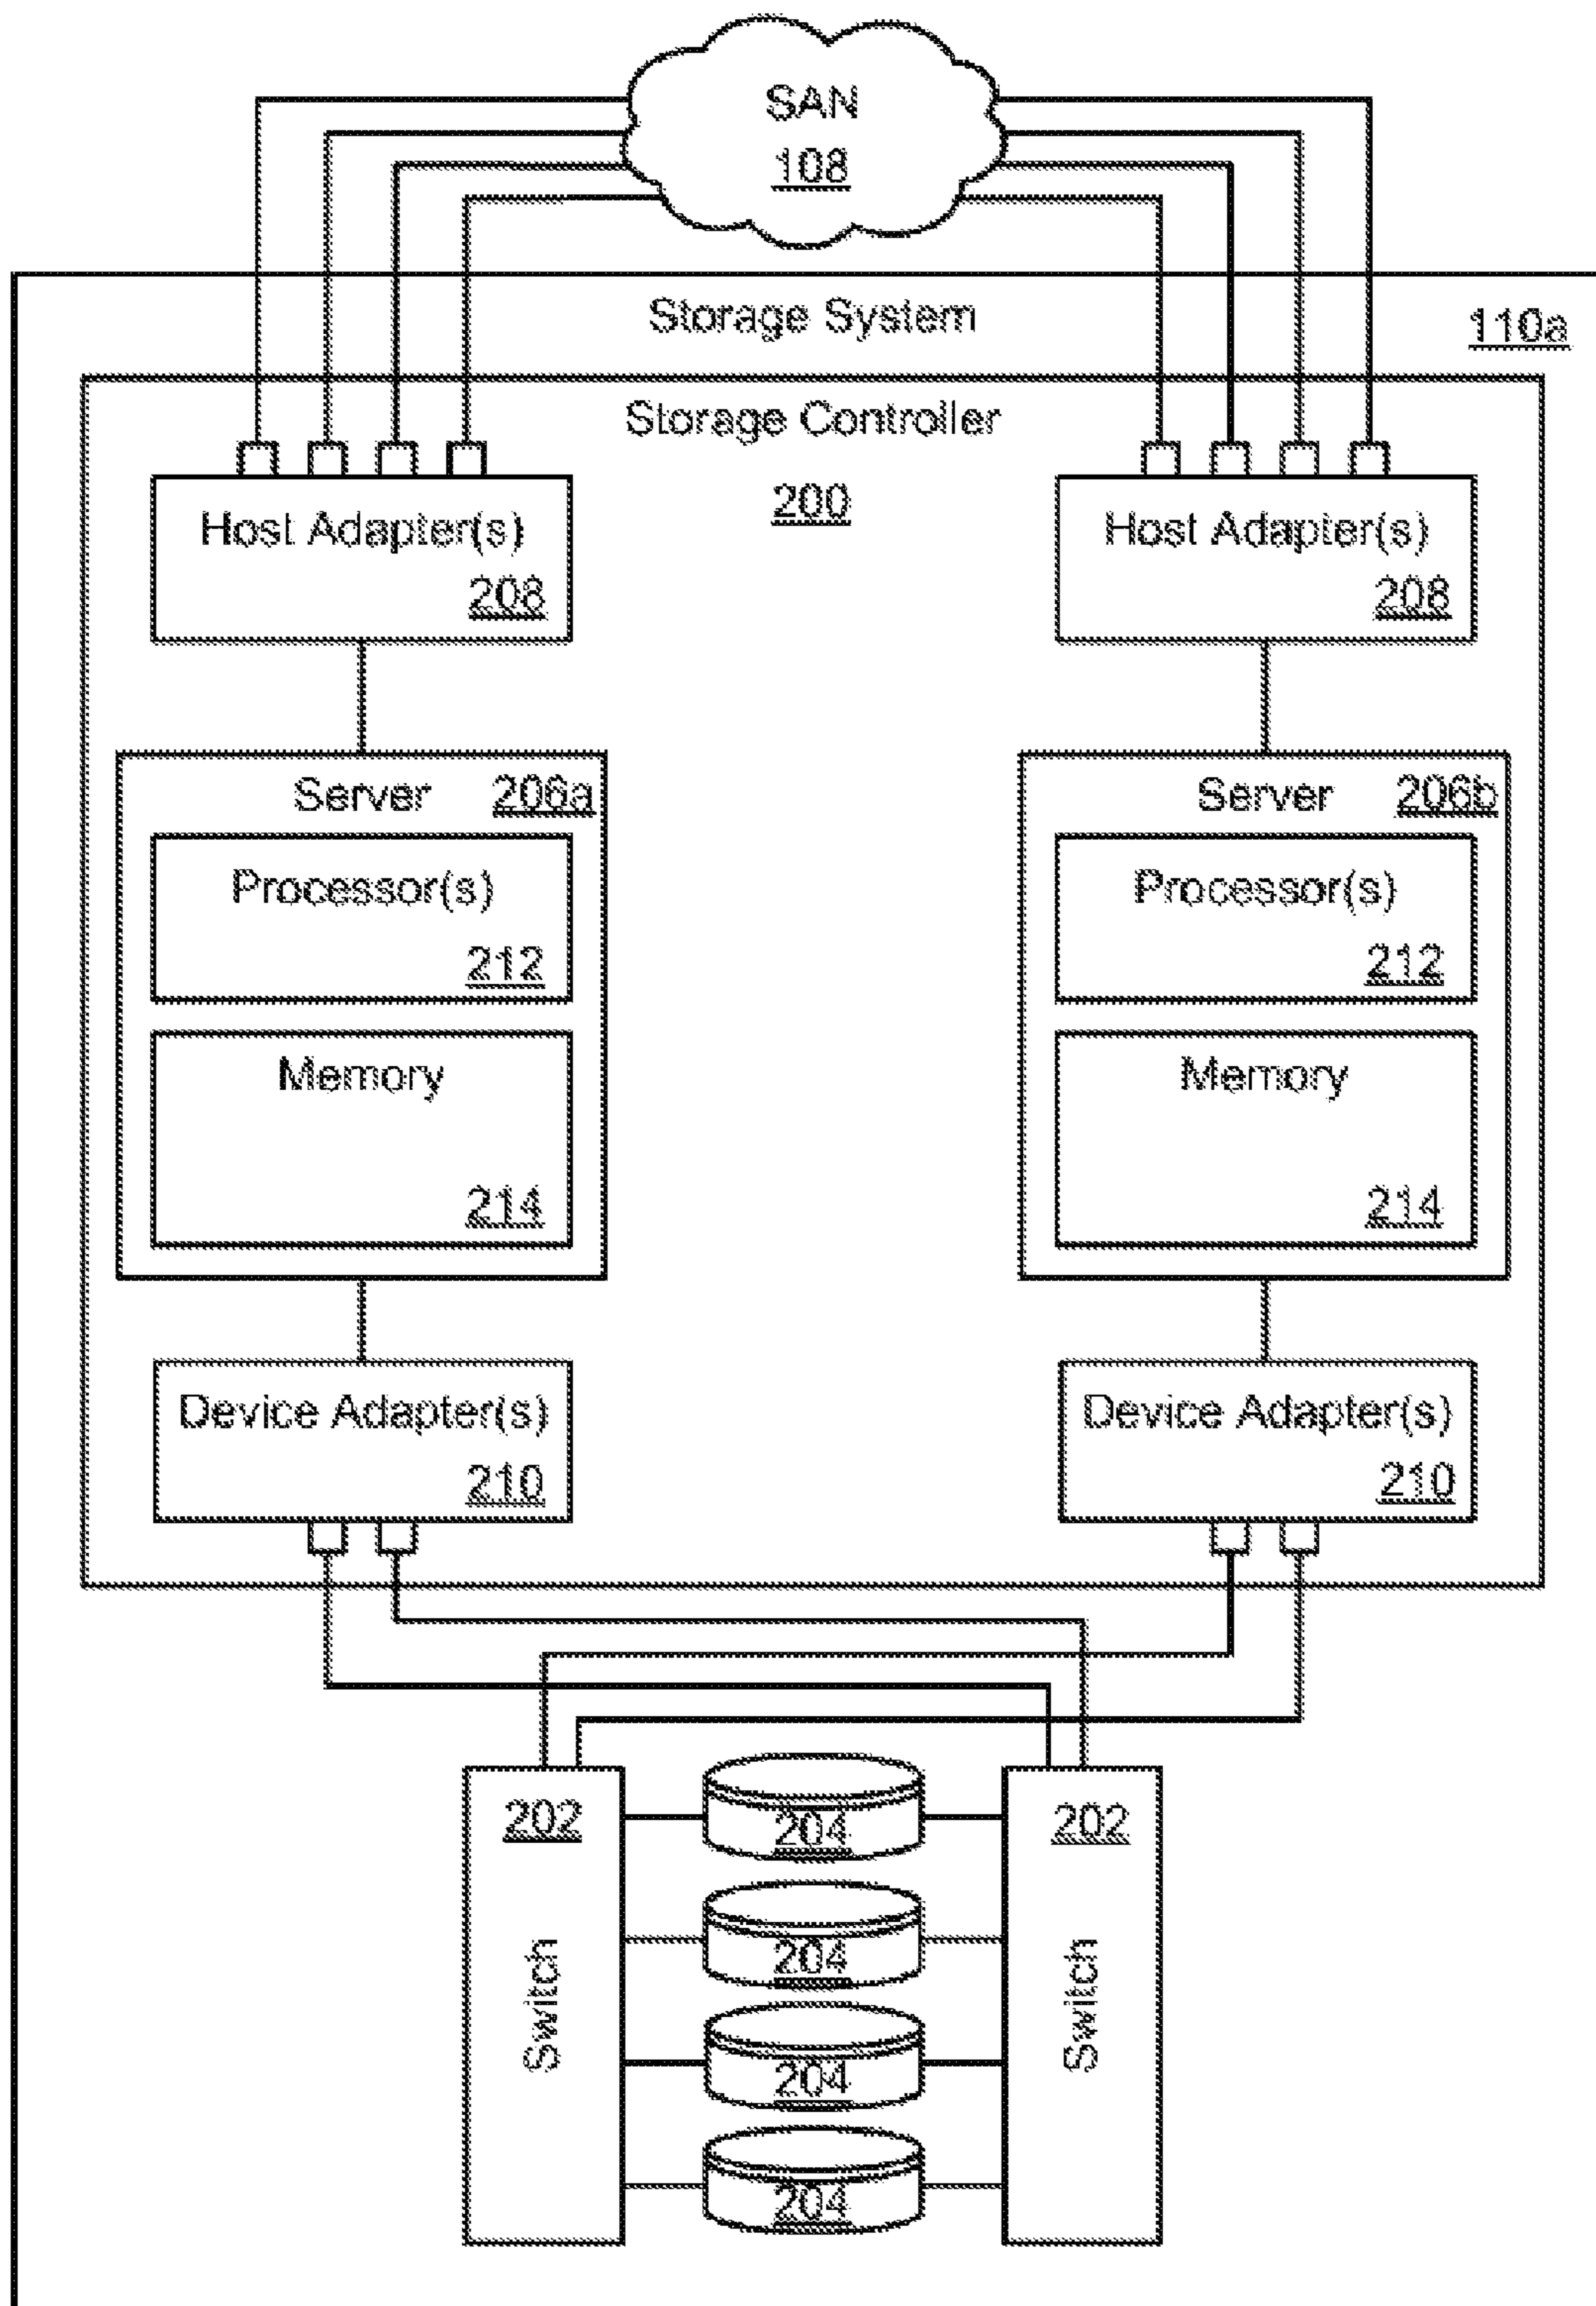 SAN
108
Storage System
110a
Storage Controller
200
Host Adapter(s)
208
Host Adapter(s)
208
Server 206a
Processor(s)
212
Memory
214
Server 206b
Processor(s)
212
Memory
214
Device Adapter(s)
210
Device Adapter(s)
210
202
Switch
204
204
204
204
202
Switch